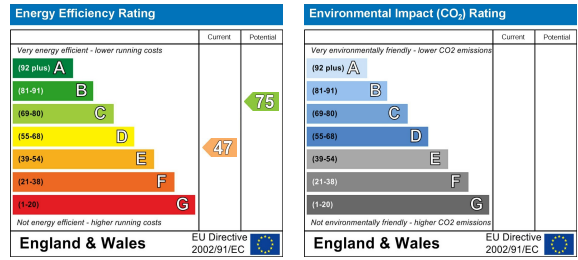 Energy Efficiency Rating
Current Potential
Very energy efficient - lower running costs
(92 plus) A
(81-91) B
(69-80) C
(55-68) D
(39-54) E
(21-38) F
(1-20) G
47
75
Not energy efficient - higher running costs
England & Wales
EU Directive
2002/91/EC
Environmental Impact (CO2) Rating
Current Potential
Very environmentally friendly - lower CO2 emissions
(92 plus) A
(81-91) B
(69-80) C
(55-68) D
(39-54) E
(21-38) F
(1-20) G
Not environmentally friendly - higher CO2 emissions
England & Wales
EU Directive
2002/91/EC